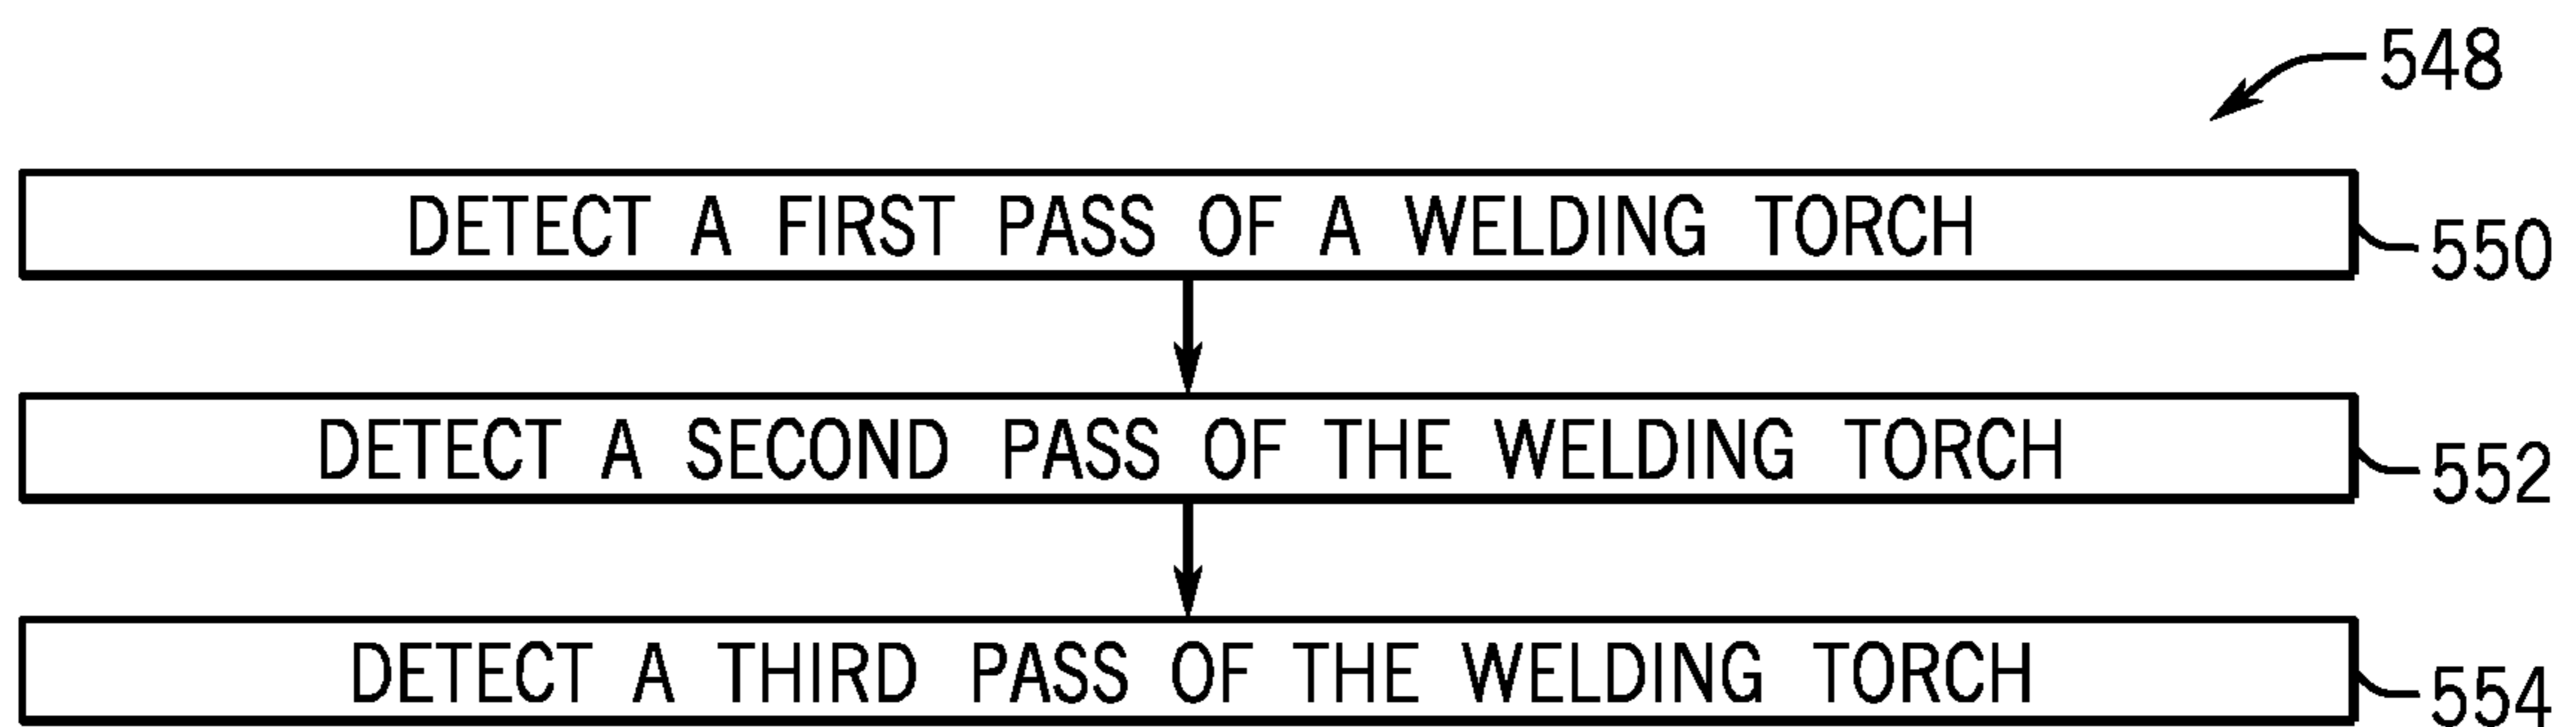 548
DETECT A FIRST PASS OF A WELDING TORCH
550
DETECT A SECOND PASS OF THE WELDING TORCH
552
DETECT A THIRD PASS OF THE WELDING TORCH
554